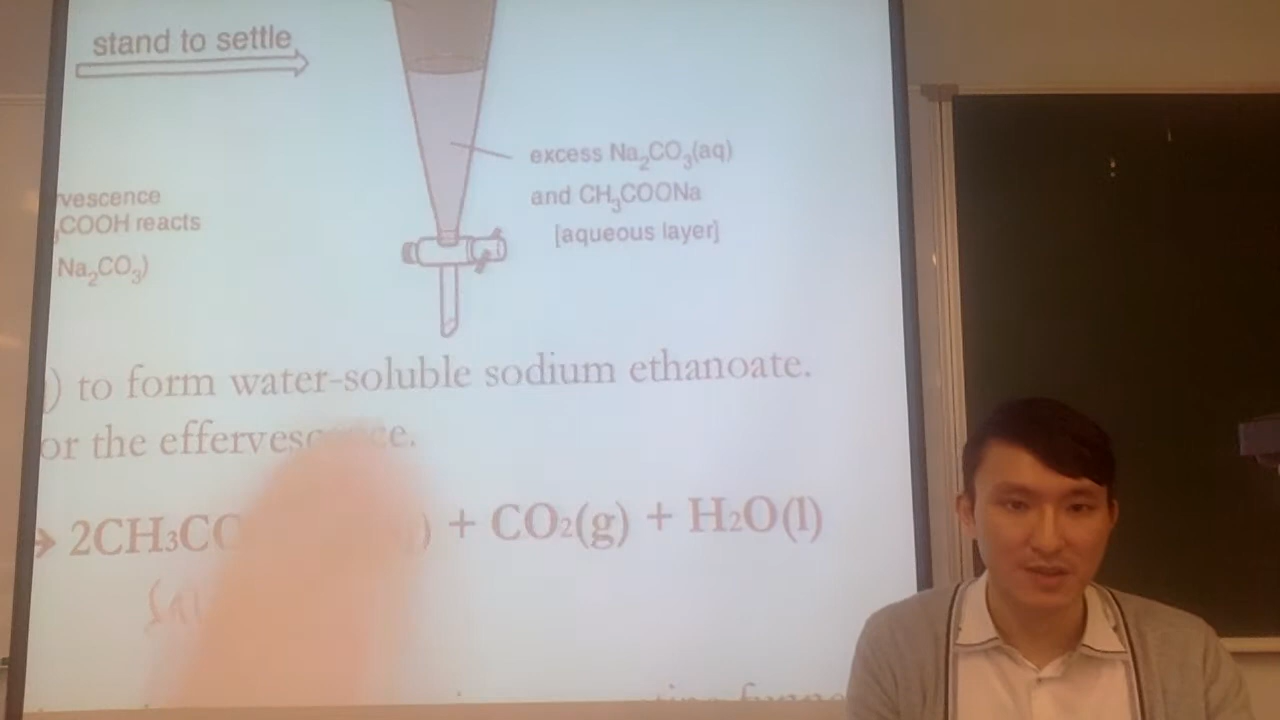 stand to settle
excess Na₂CO₃(aq)
and CH₃COONa
[aqueous layer]
vescence
₃COOH reacts
Na₂CO₃)
) to form water-soluble sodium ethanoate.
or the effervesc ce.
→ 2CH₃CO ) + CO₂(g) + H₂O(l)